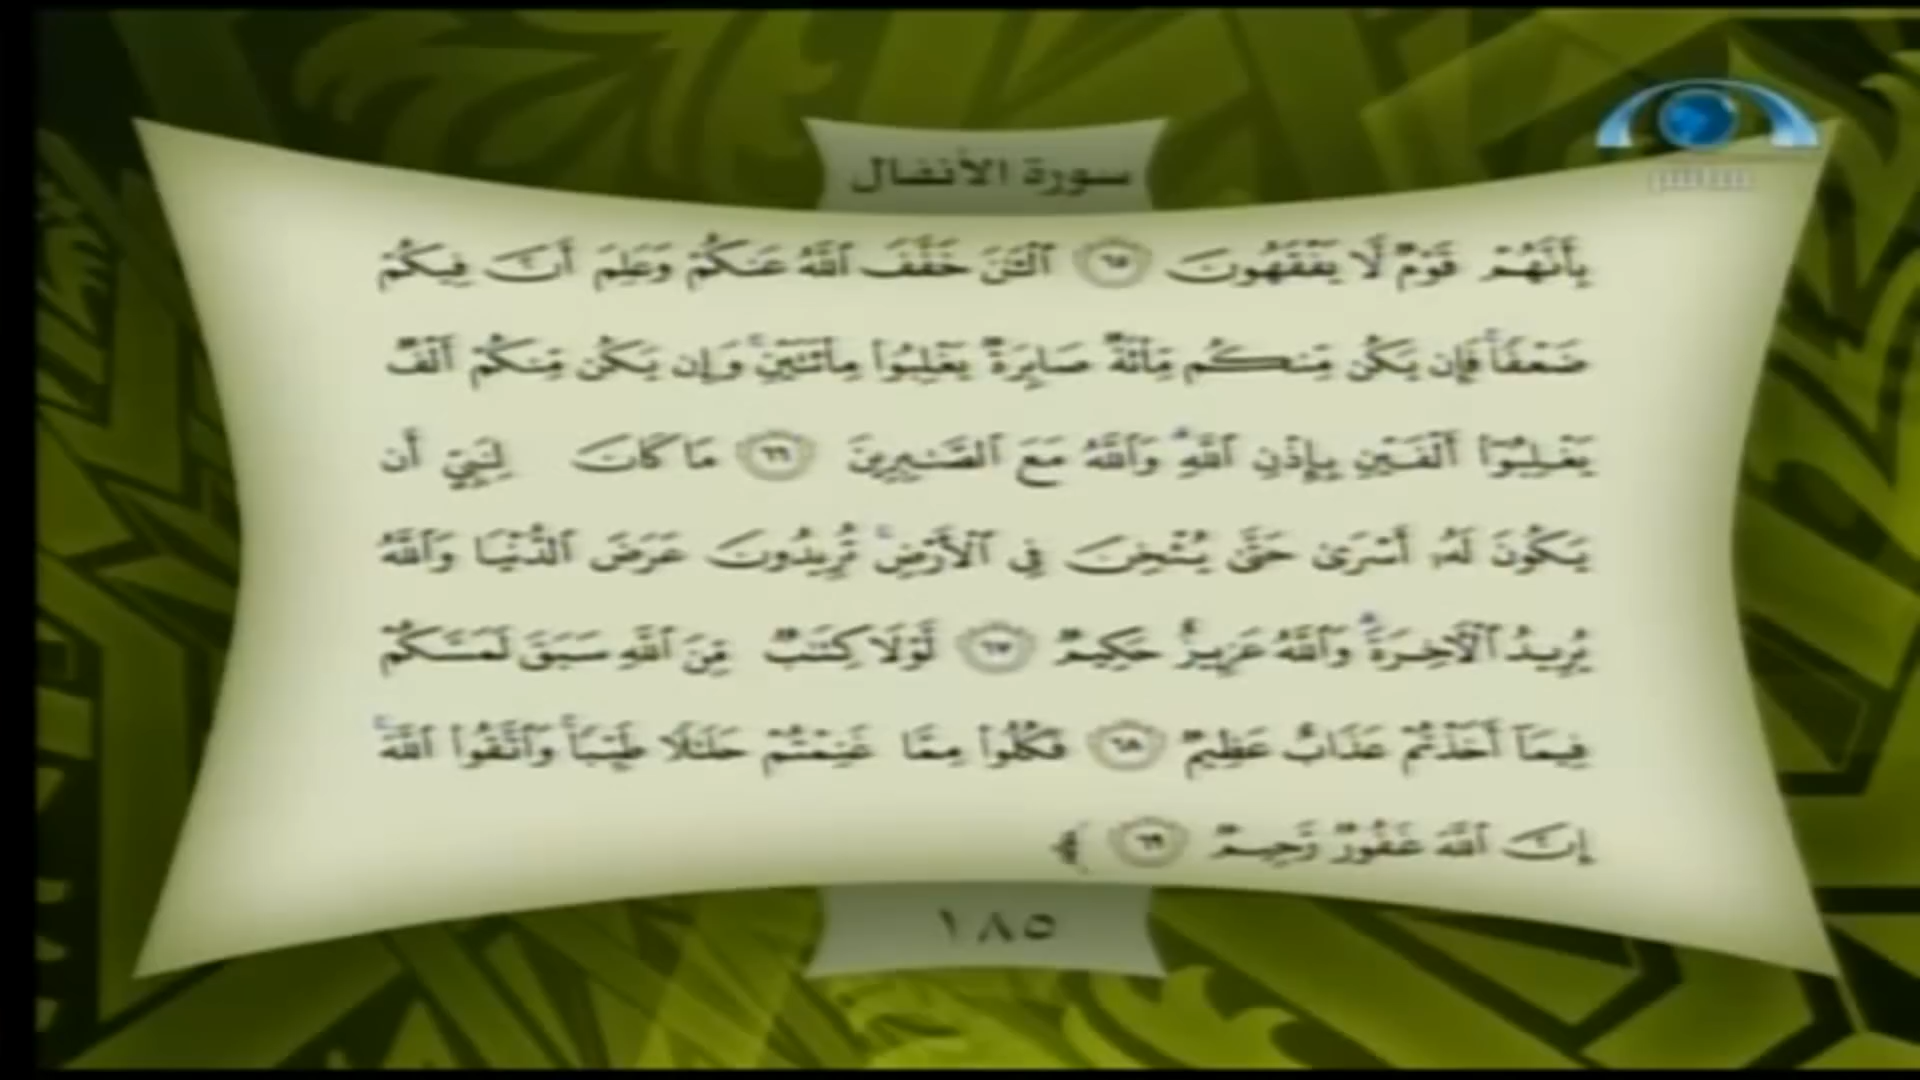 سورة الأنفال
بِأَنَّهُمْ قَوْمٌ لَّا يَفْقَهُونَ ٦٥ ٱلْـَٰٔنَ خَفَّفَ ٱللَّهُ عَنكُمْ وَعَلِمَ أَنَّ فِيكُمْ
ضَعْفًا ۚ فَإِن يَكُن مِّنكُم مِّا۟ئَةٌ صَابِرَةٌ يَغْلِبُوا۟ مِا۟ئَتَيْنِ ۚ وَإِن يَكُن مِّنكُمْ أَلْفٌ
يَغْلِبُوٓا۟ أَلْفَيْنِ بِإِذْنِ ٱللَّهِ ۗ وَٱللَّهُ مَعَ ٱلصَّـٰبِرِينَ ٦٦ مَا كَانَ لِنَبِىٍّ أَن
يَكُونَ لَهُۥٓ أَسْرَىٰ حَتَّىٰ يُثْخِنَ فِى ٱلْأَرْضِ ۚ تُرِيدُونَ عَرَضَ ٱلدُّنْيَا وَٱللَّهُ
يُرِيدُ ٱلْـَٔاخِرَةَ ۗ وَٱللَّهُ عَزِيزٌ حَكِيمٌ ٦٧ لَّوْلَا كِتَـٰبٌ مِّنَ ٱللَّهِ سَبَقَ لَمَسَّكُمْ
فِيمَآ أَخَذْتُمْ عَذَابٌ عَظِيمٌ ٦٨ فَكُلُوا۟ مِمَّا غَنِمْتُمْ حَلَـٰلًا طَيِّبًا ۚ وَٱتَّقُوا۟ ٱللَّهَ ۚ
إِنَّ ٱللَّهَ غَفُورٌ رَّحِيمٌ ٦٩ ﴾
١٨٥